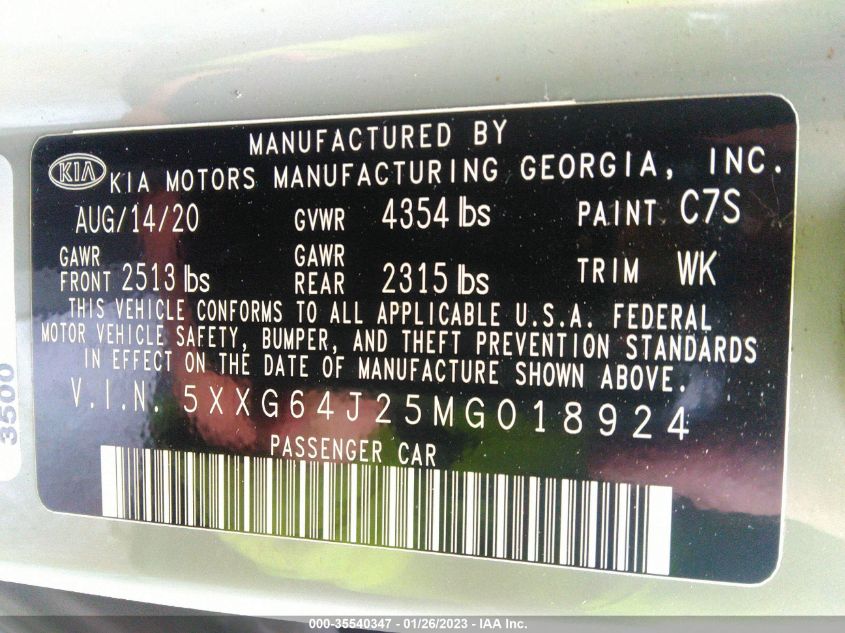 MANUFACTURED BY
KIA KIA MOTORS MANUFACTURING GEORGIA, INC.
AUG/14/20 GVWR 4354 lbs PAINT C7S
GAWR FRONT 2513 lbs GAWR REAR 2315 lbs TRIM WK
THIS VEHICLE CONFORMS TO ALL APPLICABLE U.S.A. FEDERAL
MOTOR VEHICLE SAFETY, BUMPER, AND THEFT PREVENTION STANDARDS
IN EFFECT ON THE DATE OF MANUFACTURE SHOWN ABOVE.
V.I.N. 5XXG64J25MG018924
PASSENGER CAR
3500
000-35540347 - 01/26/2023 - IAA Inc.